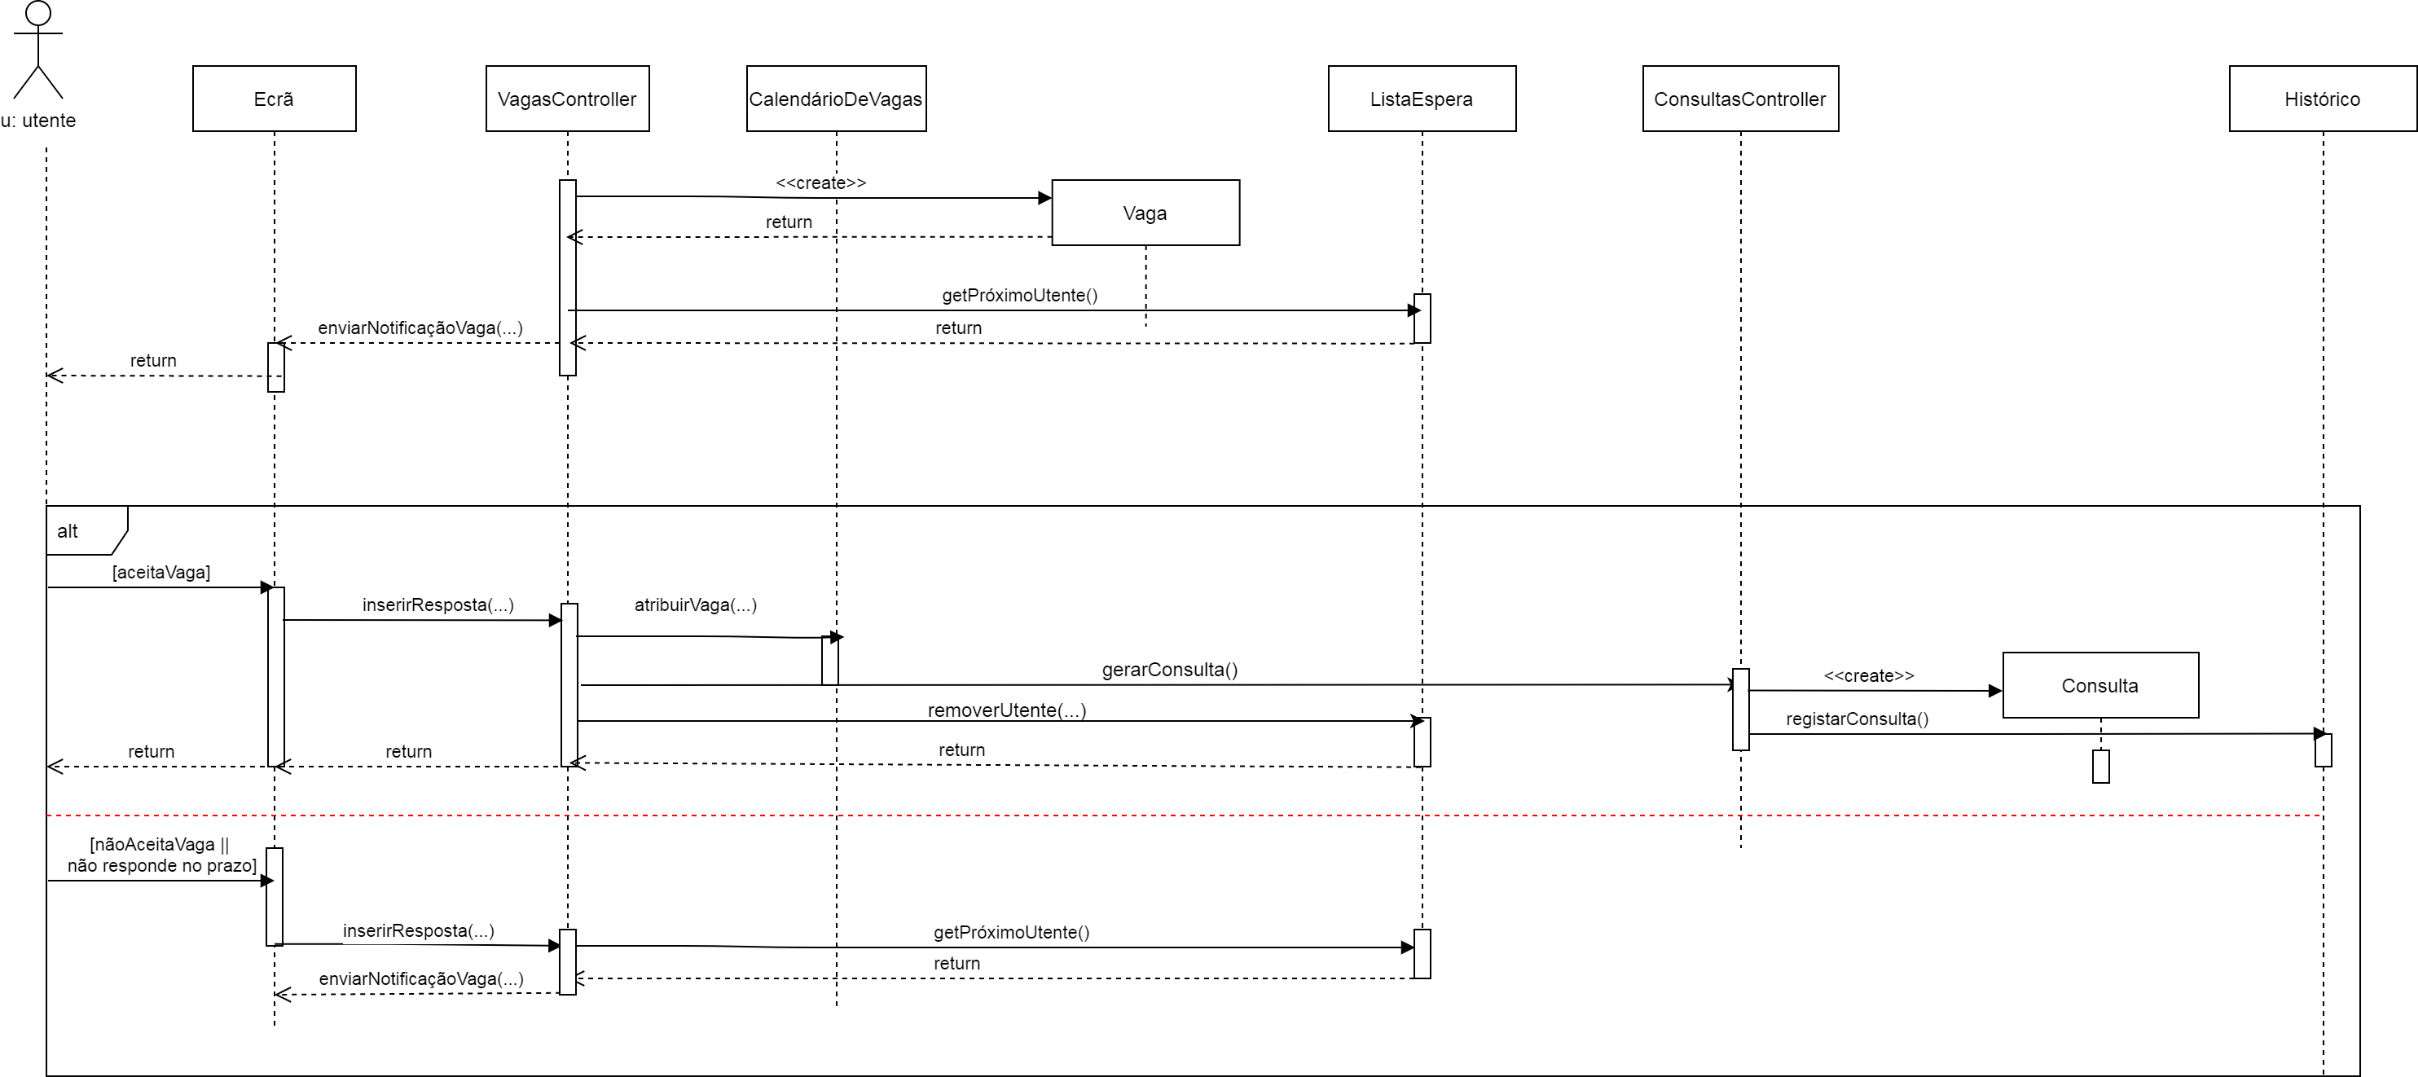 u: utente
Ecrã
VagasController
CalendárioDeVagas
ListaEspera
ConsultasController
Histórico
<<create>>
Vaga
return
getPróximoUtente()
enviarNotificaçãoVaga(...)
return
return
alt
[aceitaVaga]
inserirResposta(...)
atribuirVaga(...)
gerarConsulta()
<<create>>
Consulta
removerUtente(...)
registarConsulta()
return
return
return
[nãoAceitaVaga ||
não responde no prazo]
inserirResposta(...)
getPróximoUtente()
return
enviarNotificaçãoVaga(...)